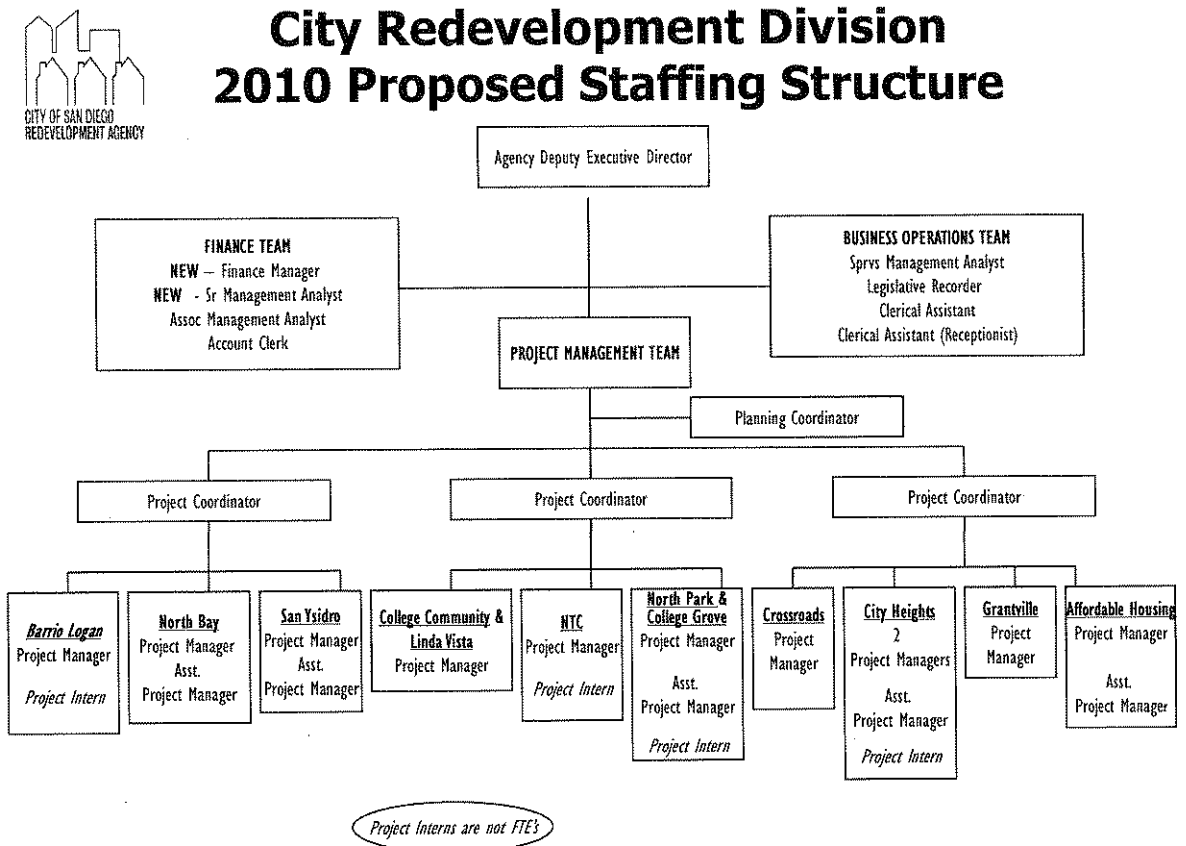 City Redevelopment Division
2010 Proposed Staffing Structure
CITY OF SAN DIEGO
REDEVELOPMENT AGENCY
Agency Deputy Executive Director
FINANCE TEAM
NEW – Finance Manager
NEW - Sr Management Analyst
Assoc Management Analyst
Account Clerk
BUSINESS OPERATIONS TEAM
Sprvs Management Analyst
Legislative Recorder
Clerical Assistant
Clerical Assistant (Receptionist)
PROJECT MANAGEMENT TEAM
Planning Coordinator
Project Coordinator
Project Coordinator
Project Coordinator
Barrio Logan
Project Manager
Project Intern
North Bay
Project Manager
Asst.
Project Manager
San Ysidro
Project Manager
Asst.
Project Manager
College Community &
Linda Vista
Project Manager
NTC
Project Manager
Project Intern
North Park &
College Grove
Project Manager
Asst.
Project Manager
Project Intern
Crossroads
Project
Manager
City Heights
2
Project Managers
Asst.
Project Manager
Project Intern
Grantville
Project
Manager
Affordable Housing
Project Manager
Asst.
Project Manager
Project Interns are not FTE's